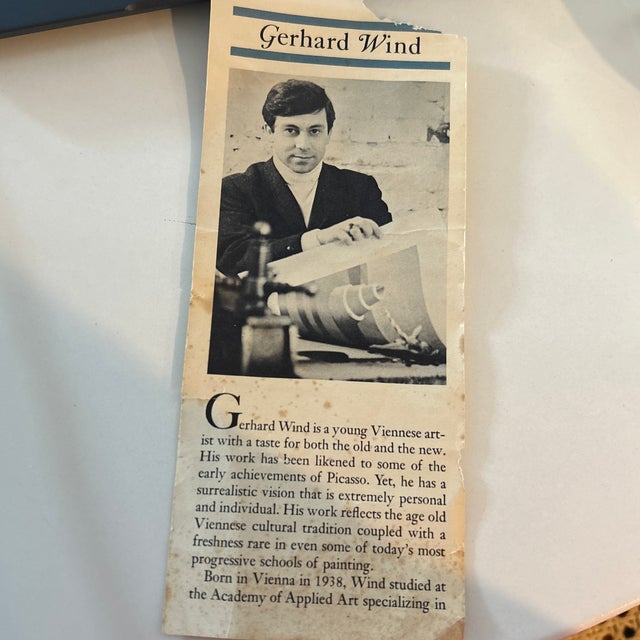 Gerhard Wind
Gerhard Wind is a young Viennese art-
ist with a taste for both the old and the new.
His work has been likened to some of the
early achievements of Picasso. Yet, he has a
surrealistic vision that is extremely personal
and individual. His work reflects the age old
Viennese cultural tradition coupled with a
freshness rare in even some of today's most
progressive schools of painting.
Born in Vienna in 1938, Wind studied at
the Academy of Applied Art specializing in